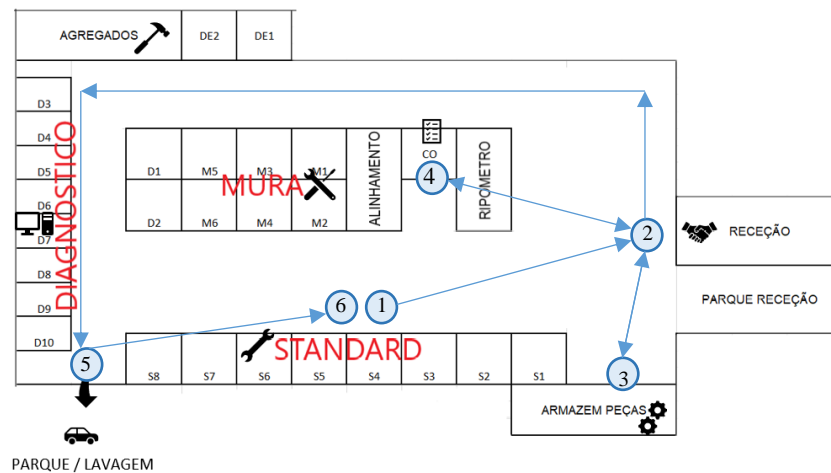 AGREGADOS
DE2
DE1
D3
D4
D5
D6
D7
D8
D9
D10
DIAGNOSTICO
D1
M5
M3
M1
MURA
D2
M6
M4
M2
ALINHAMENTO
CO
RIPOMETRO
4
2
RECEÇÃO
PARQUE RECEÇÃO
6
1
5
STANDARD
S8
S7
S6
S5
S4
S3
S2
S1
3
ARMAZEM PEÇAS
PARQUE / LAVAGEM